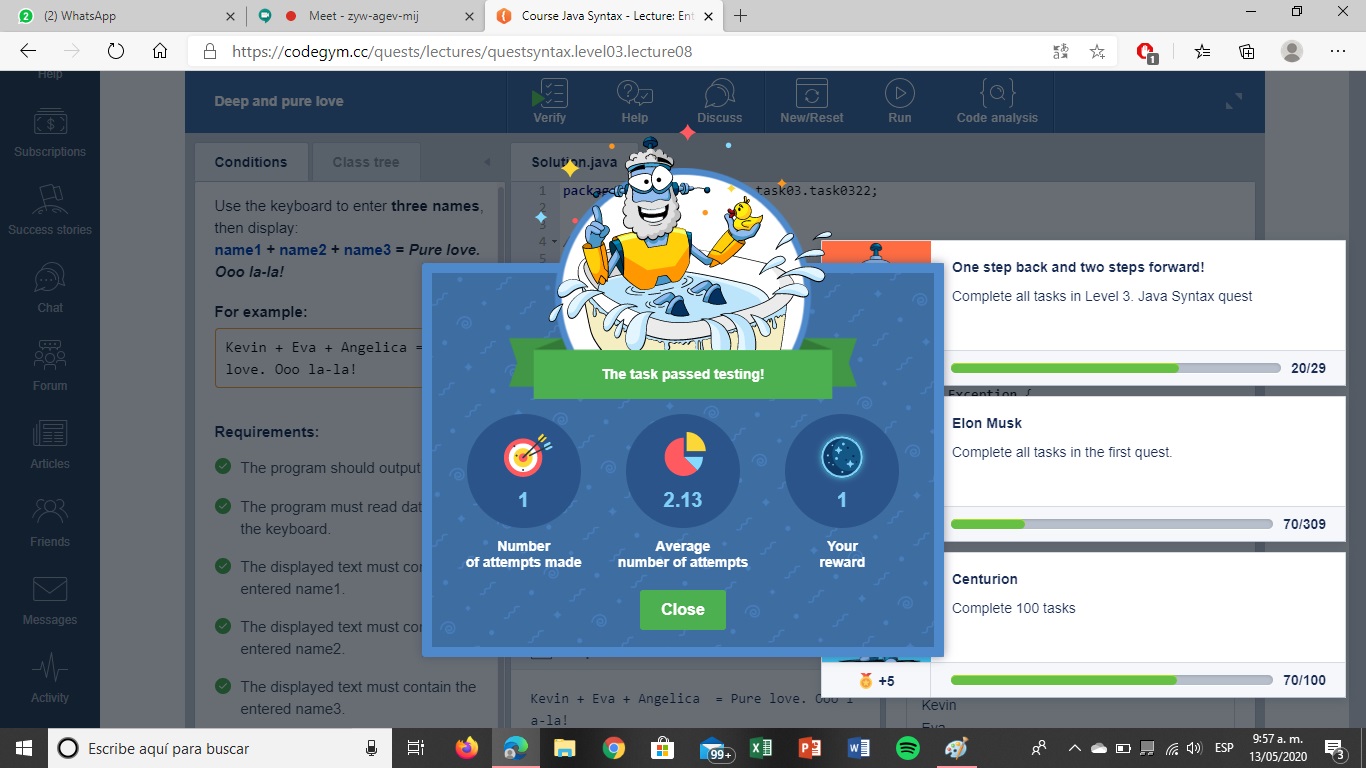 (2) WhatsApp
Meet - zyw-agev-mij
Course Java Syntax - Lecture: Ent
https://codegym.cc/quests/lectures/questsyntax.level03.lecture08
1
Help
Subscriptions
Success stories
Chat
Forum
Articles
Friends
Messages
Activity
Deep and pure love
Verify
Help
Discuss
New/Reset
Run
Code analysis
Conditions
Class tree
Solution.java
Use the keyboard to enter three names,
then display:
name1 + name2 + name3 = Pure love.
Ooo la-la!
For example:
Kevin + Eva + Angelica =
love. Ooo la-la!
Requirements:
The program should output
The program must read dat
the keyboard.
The displayed text must con
entered name1.
The displayed text must con
entered name2.
The displayed text must contain the
entered name3.
1
packag
task03.task0322;
2
3
4
5
Exception {
The task passed testing!
1
Number
of attempts made
2.13
Average
number of attempts
1
Your
reward
Close
One step back and two steps forward!
Complete all tasks in Level 3. Java Syntax quest
20/29
Elon Musk
Complete all tasks in the first quest.
70/309
Centurion
Complete 100 tasks
+5
70/100
Kevin + Eva + Angelica  = Pure love. Ooo l
a-la!
Kevin
Eva
Escribe aquí para buscar
99+
ESP
9:57 a. m.
13/05/2020
3